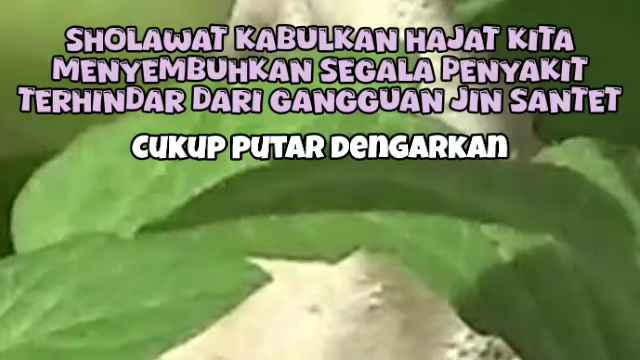 SHOLAWAT KABULKAN HAJAT KITA
MENYEMBUHKAN SEGALA PENYAKIT
TERHINDAR DARI GANGGUAN JIN SANTET
CUKUP PUTAR DENGARKAN